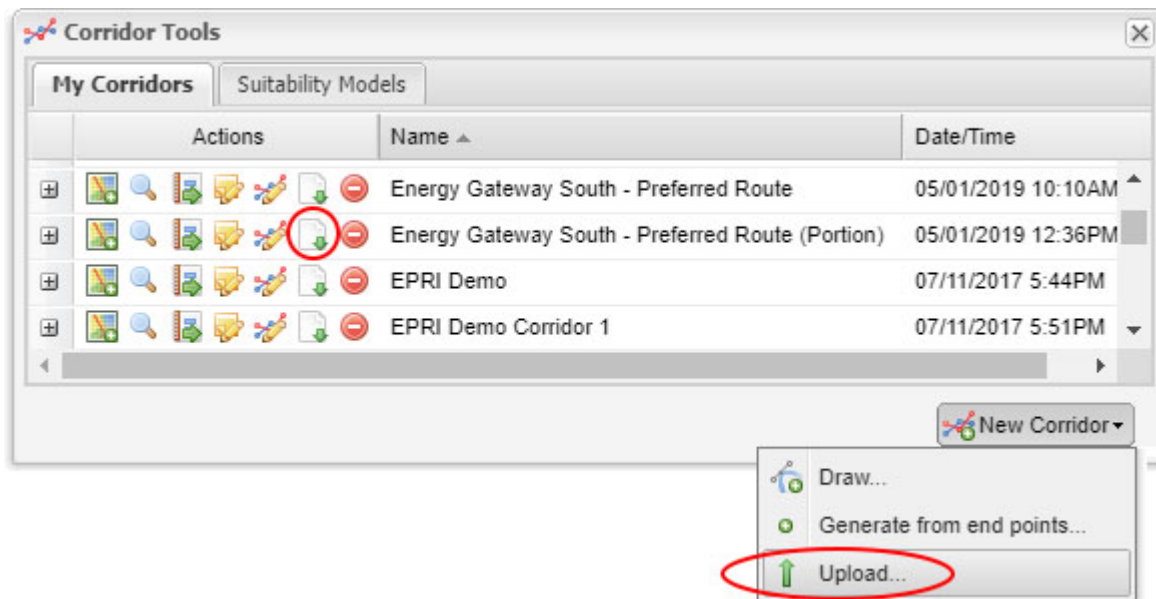 Corridor Tools
My Corridors Suitability Models
Actions Name Date/Time
Energy Gateway South - Preferred Route 05/01/2019 10:10AM
Energy Gateway South - Preferred Route (Portion) 05/01/2019 12:36PM
EPRI Demo 07/11/2017 5:44PM
EPRI Demo Corridor 1 07/11/2017 5:51PM
New Corridor
Draw...
Generate from end points...
Upload...